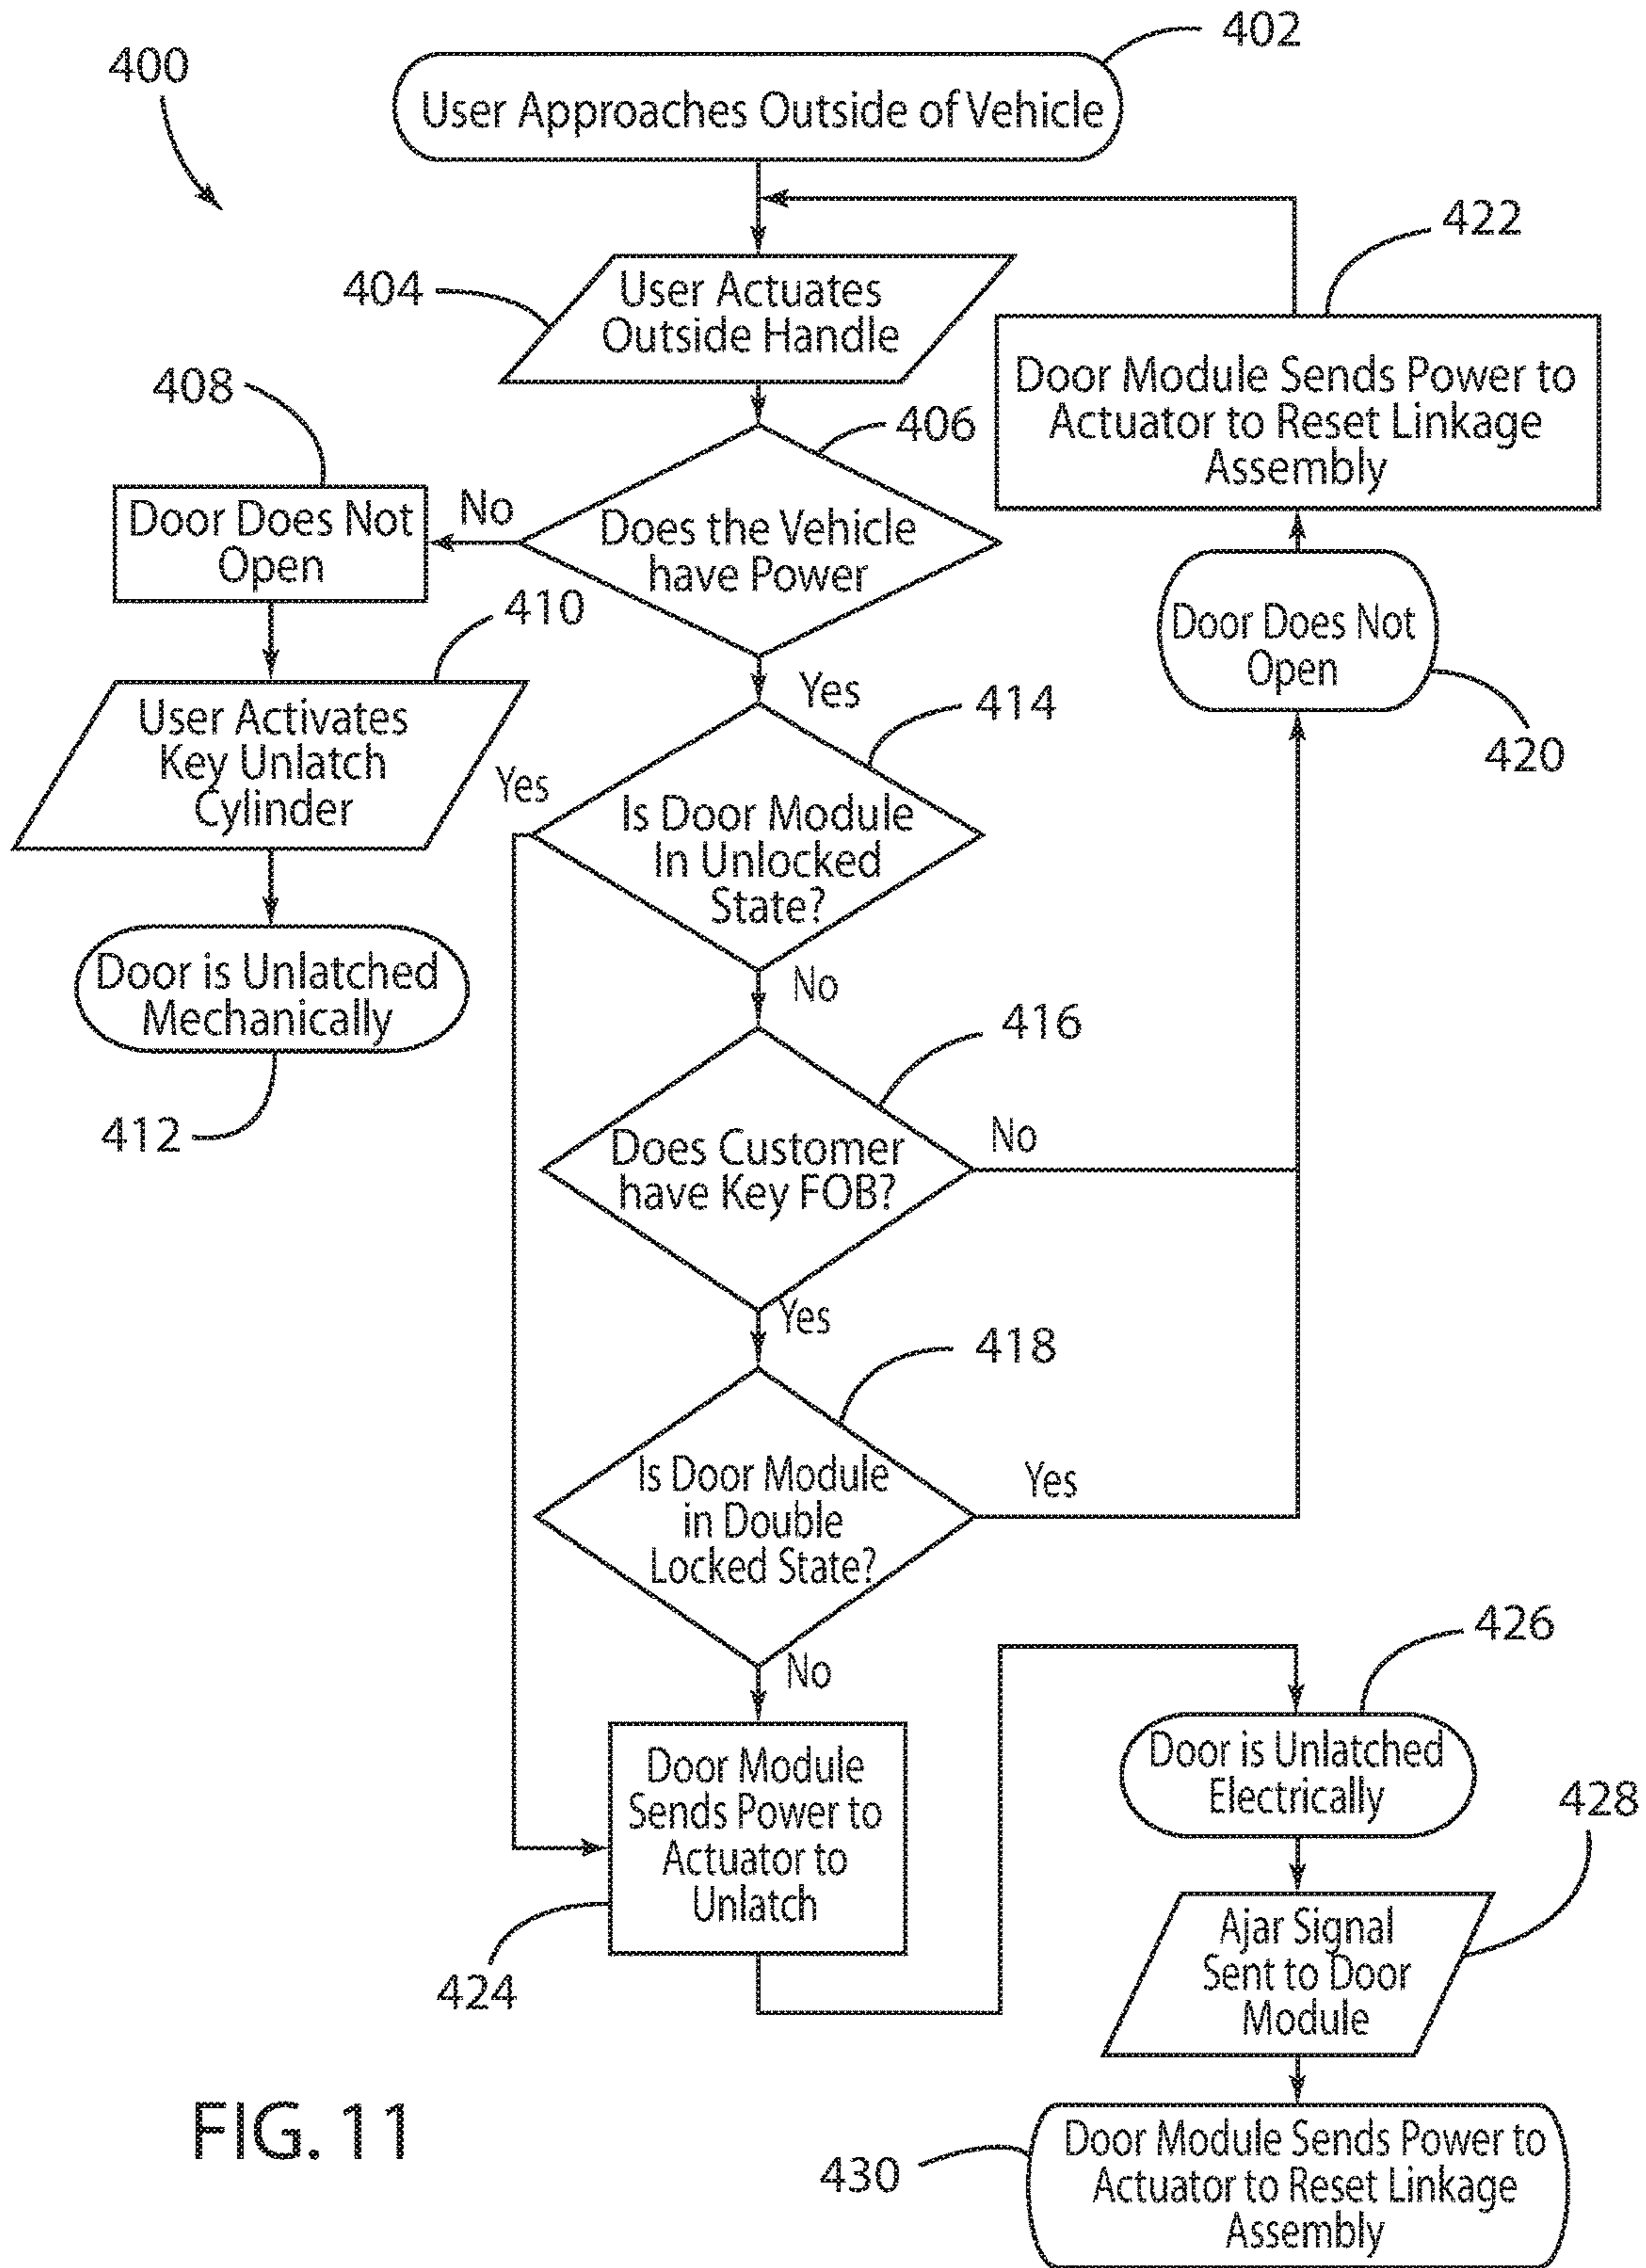 402
400
User Approaches Outside of Vehicle
422
404
User Actuates
Outside Handle
Door Module Sends Power to
Actuator to Reset Linkage
Assembly
408
406
Door Does Not
Open
No
Does the Vehicle
have Power
410
Yes
Door Does Not
Open
420
User Activates
Key Unlatch
Cylinder
414
Yes
Is Door Module
In Unlocked
State?
No
Door is Unlatched
Mechanically
412
416
Does Customer
have Key FOB?
No
Yes
418
Is Door Module
in Double
Locked State?
Yes
No
426
Door Module
Sends Power to
Actuator to
Unlatch
424
Door is Unlatched
Electrically
428
Ajar Signal
Sent to Door
Module
430
Door Module Sends Power to
Actuator to Reset Linkage
Assembly
FIG. 11